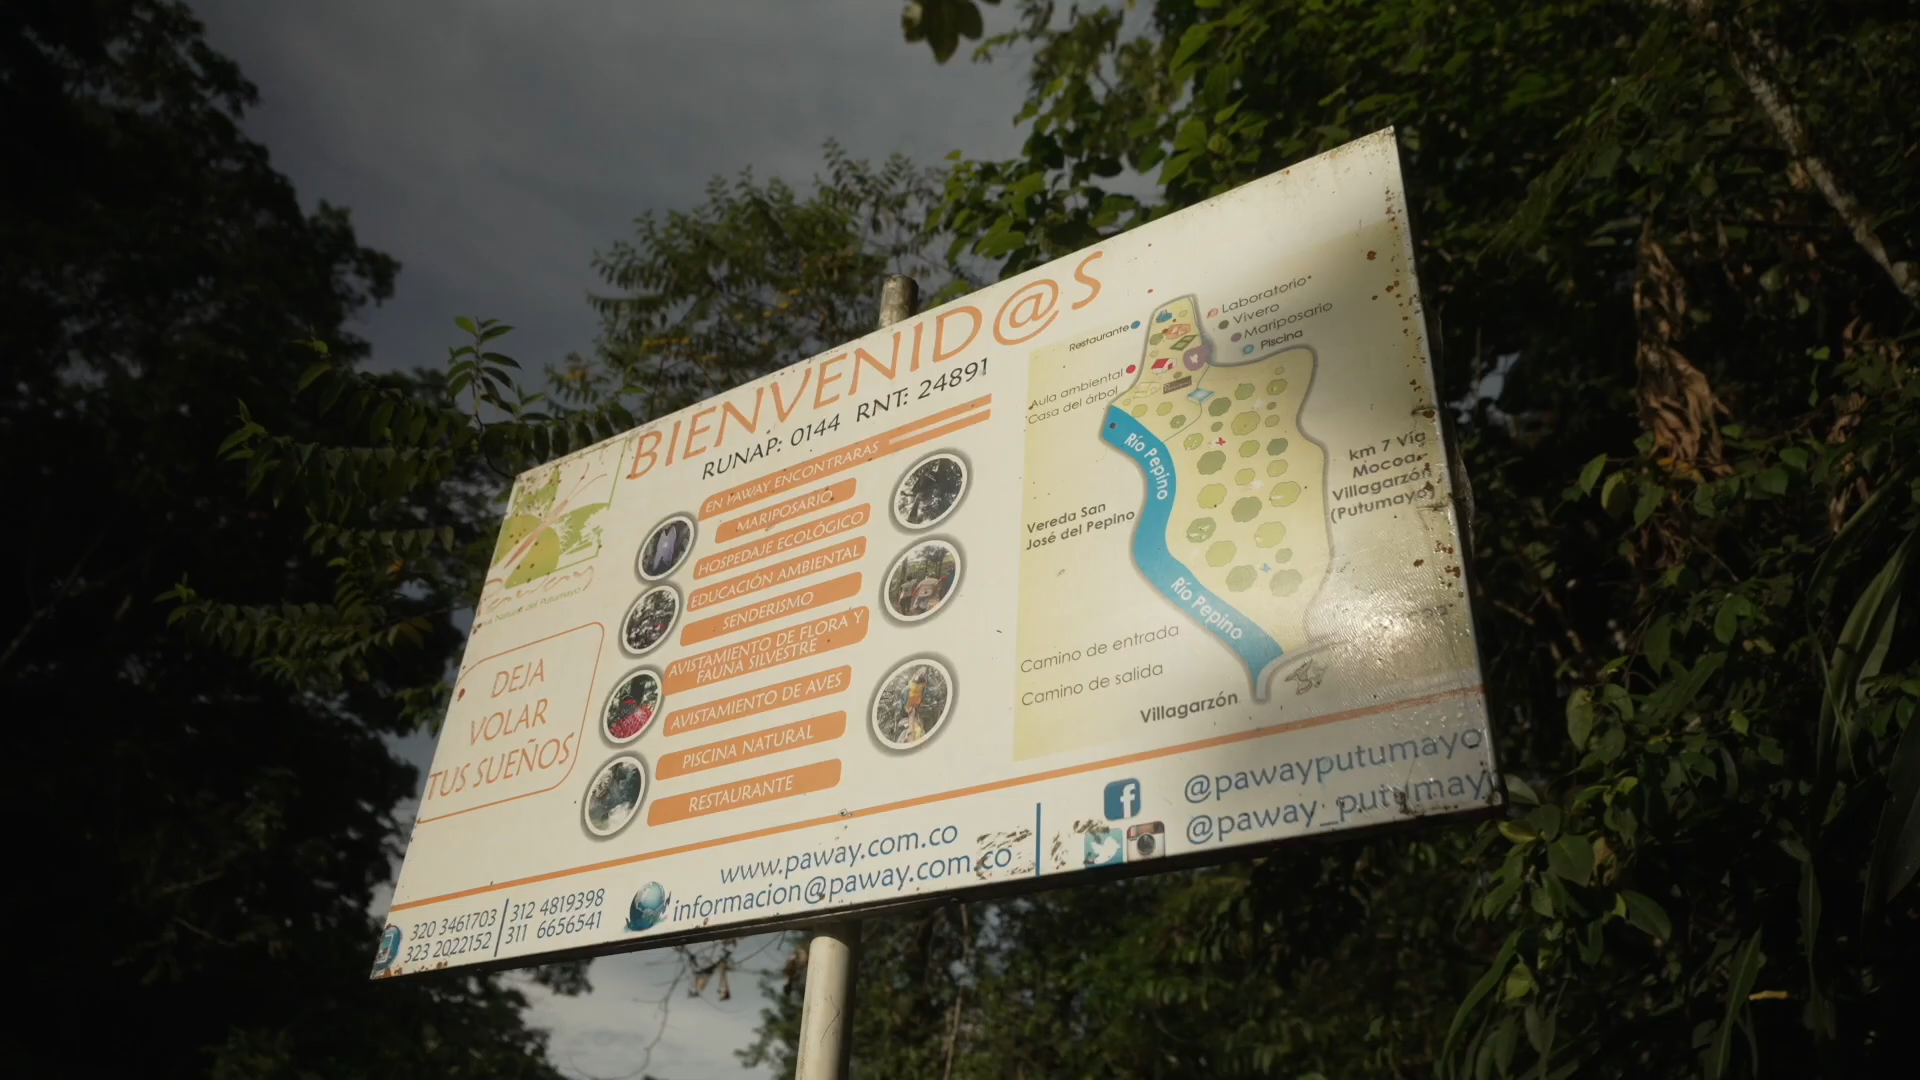 BIENVENID@S
RUNAP: 0144 RNT: 24891
EN PAWAY ENCONTRARAS
MARIPOSARIO
HOSPEDAJE ECOLÓGICO
EDUCACIÓN AMBIENTAL
SENDERISMO
AVISTAMIENTO DE FLORA Y
FAUNA SILVESTRE
AVISTAMIENTO DE AVES
PISCINA NATURAL
RESTAURANTE
del Putumayo
DEJA
VOLAR
TUS SUEÑOS
Restaurante
Aula ambiental
Casa del árbol
Laboratorio
Vivero
Mariposario
Piscina
Río Pepino
Río Pepino
Vereda San
José del Pepino
km 7 Vía
Mocoa
Villagarzón
(Putumayo)
Camino de entrada
Camino de salida
Villagarzón
320 3461703
323 2022152
312 4819398
311 6656541
www.paway.com.co
informacion@paway.com.co
@pawayputumayo
@paway_putumayo